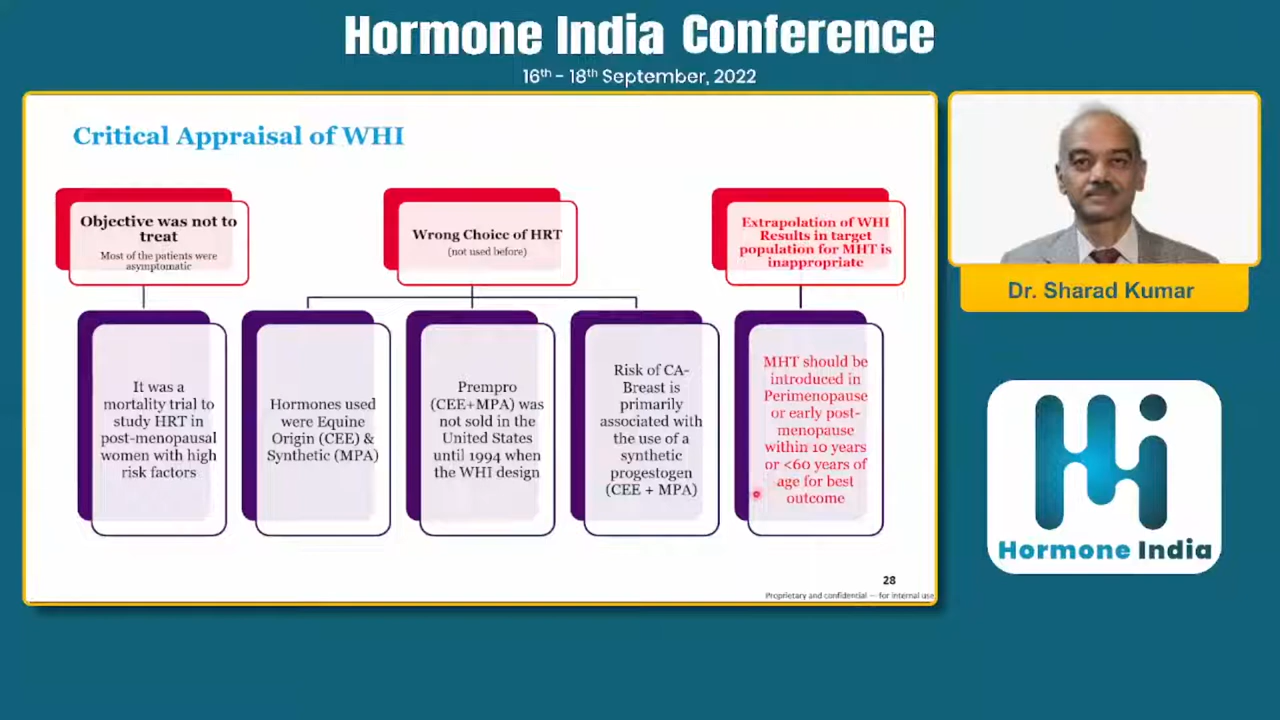 Hormone India Conference
16th - 18th September, 2022
Critical Appraisal of WHI
Objective was not to
treat
Most of the patients were
asymptomatic
Wrong Choice of HRT
(not used before)
Extrapolation of WHI
Results in target
population for MHT is
inappropriate
It was a
mortality trial to
study HRT in
post-menopausal
women with high
risk factors
Hormones used
were Equine
Origin (CEE) &
Synthetic (MPA)
Prempro
(CEE+MPA) was
not sold in the
United States
until 1994 when
the WHI design
Risk of CA-
Breast is
primarily
associated with
the use of a
synthetic
progestogen
(CEE + MPA)
MHT should be
introduced in
Perimenopause
or early post-
menopause
within 10 years
or <60 years of
age for best
outcome
28
Proprietary and confidential — for internal use
Dr. Sharad Kumar
Hi
Hormone India